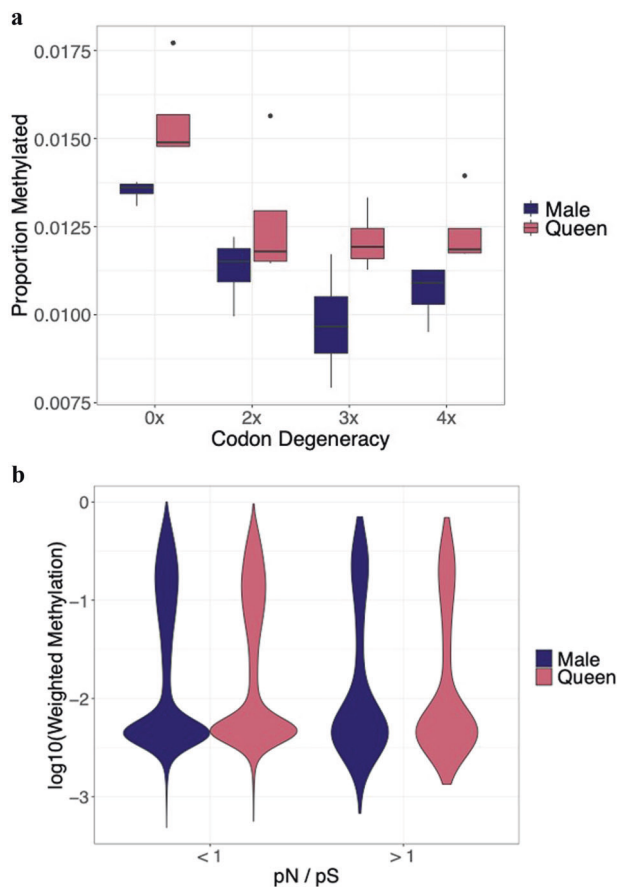 a
0.0175
0.0150
0.0125
0.0100
0.0075
Proportion Methylated
0x 2x 3x 4x
Codon Degeneracy
Male
Queen
b
0
−1
−2
−3
log10(Weighted Methylation)
< 1 > 1
pN / pS
Male
Queen